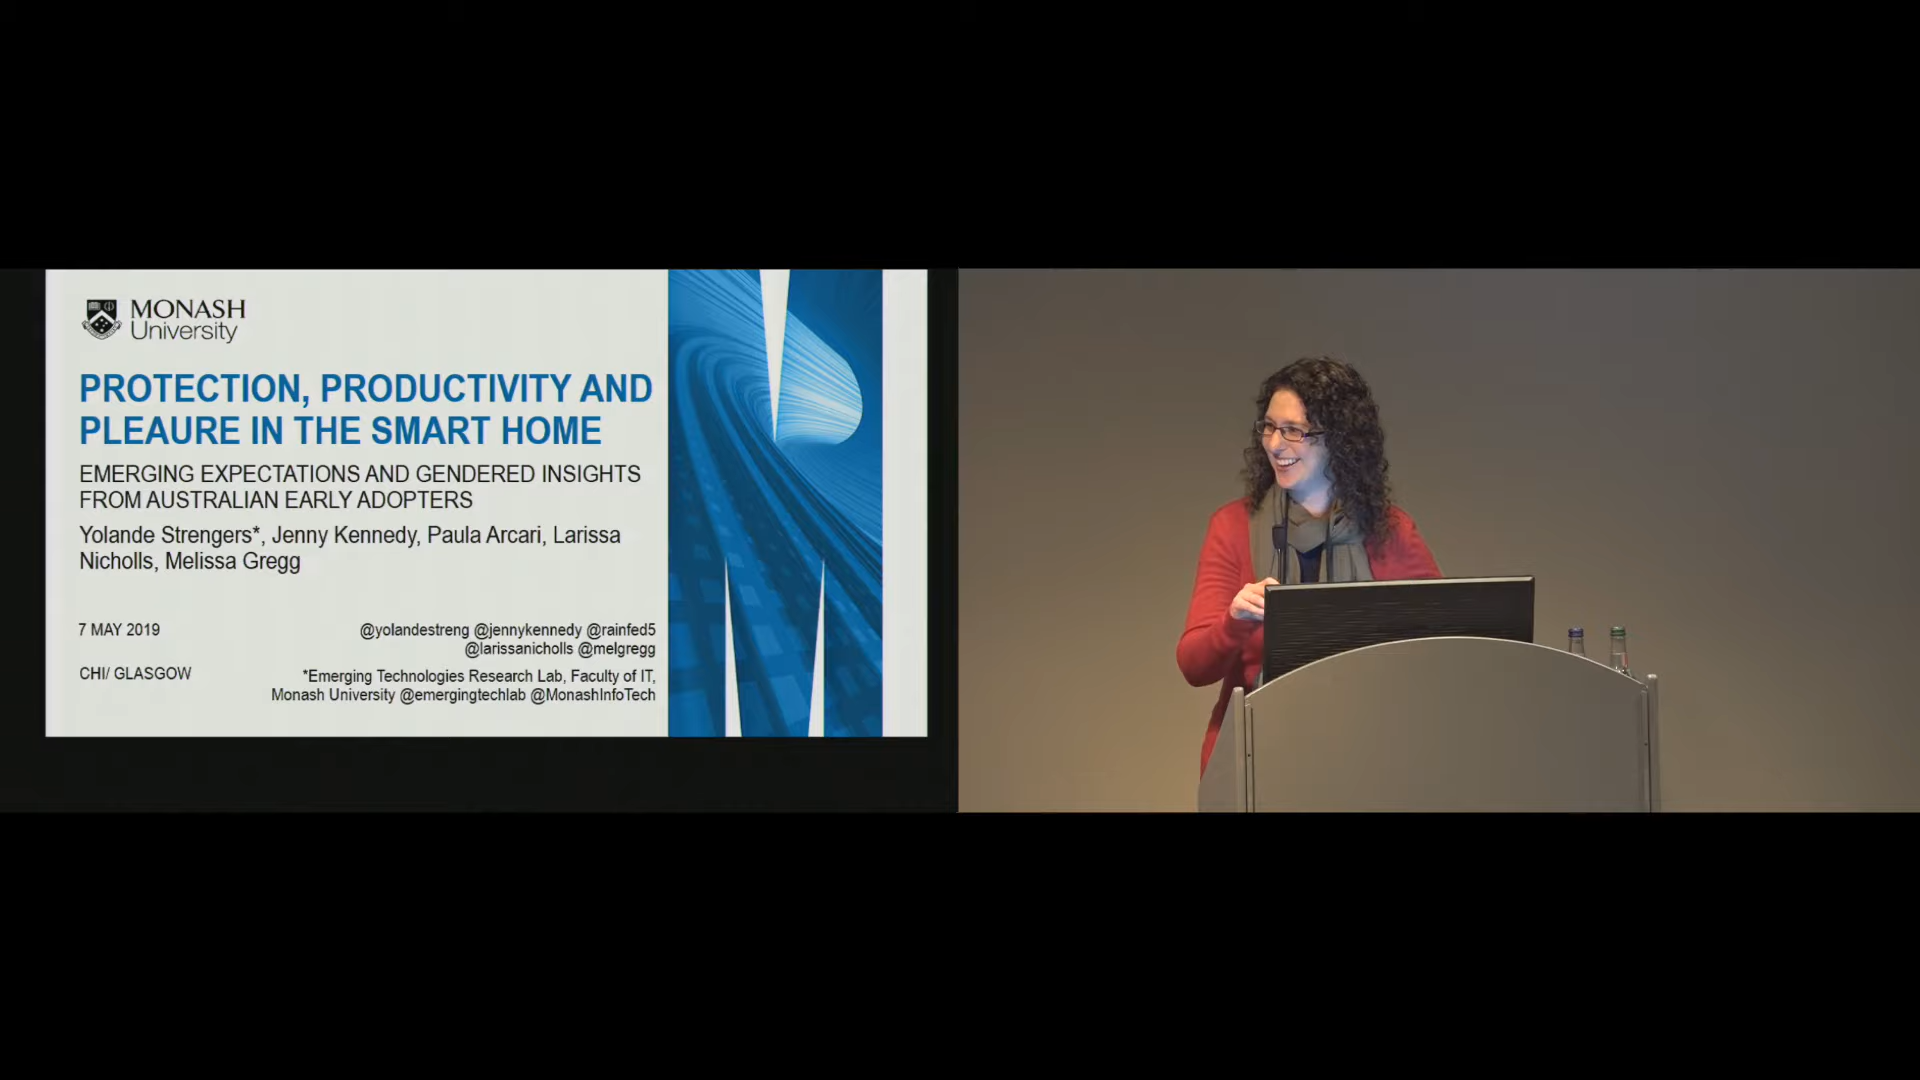 MONASH
University
PROTECTION, PRODUCTIVITY AND
PLEAURE IN THE SMART HOME
EMERGING EXPECTATIONS AND GENDERED INSIGHTS
FROM AUSTRALIAN EARLY ADOPTERS
Yolande Strengers*, Jenny Kennedy, Paula Arcari, Larissa
Nicholls, Melissa Gregg
7 MAY 2019
@yolandestreng @jennykennedy @rainfed5
@larissanicholls @melgregg
CHI/ GLASGOW
*Emerging Technologies Research Lab, Faculty of IT,
Monash University @emergingtechlab @MonashInfoTech